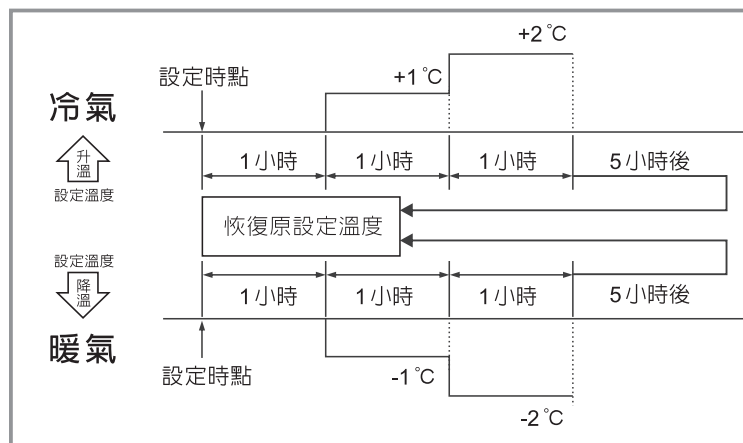 +2°C
+1°C
設定時點
冷氣
升溫
設定溫度
1小時
1小時
1小時
5小時後
恢復原設定溫度
設定溫度
降溫
暖氣
1小時
1小時
1小時
5小時後
設定時點
-1°C
-2°C